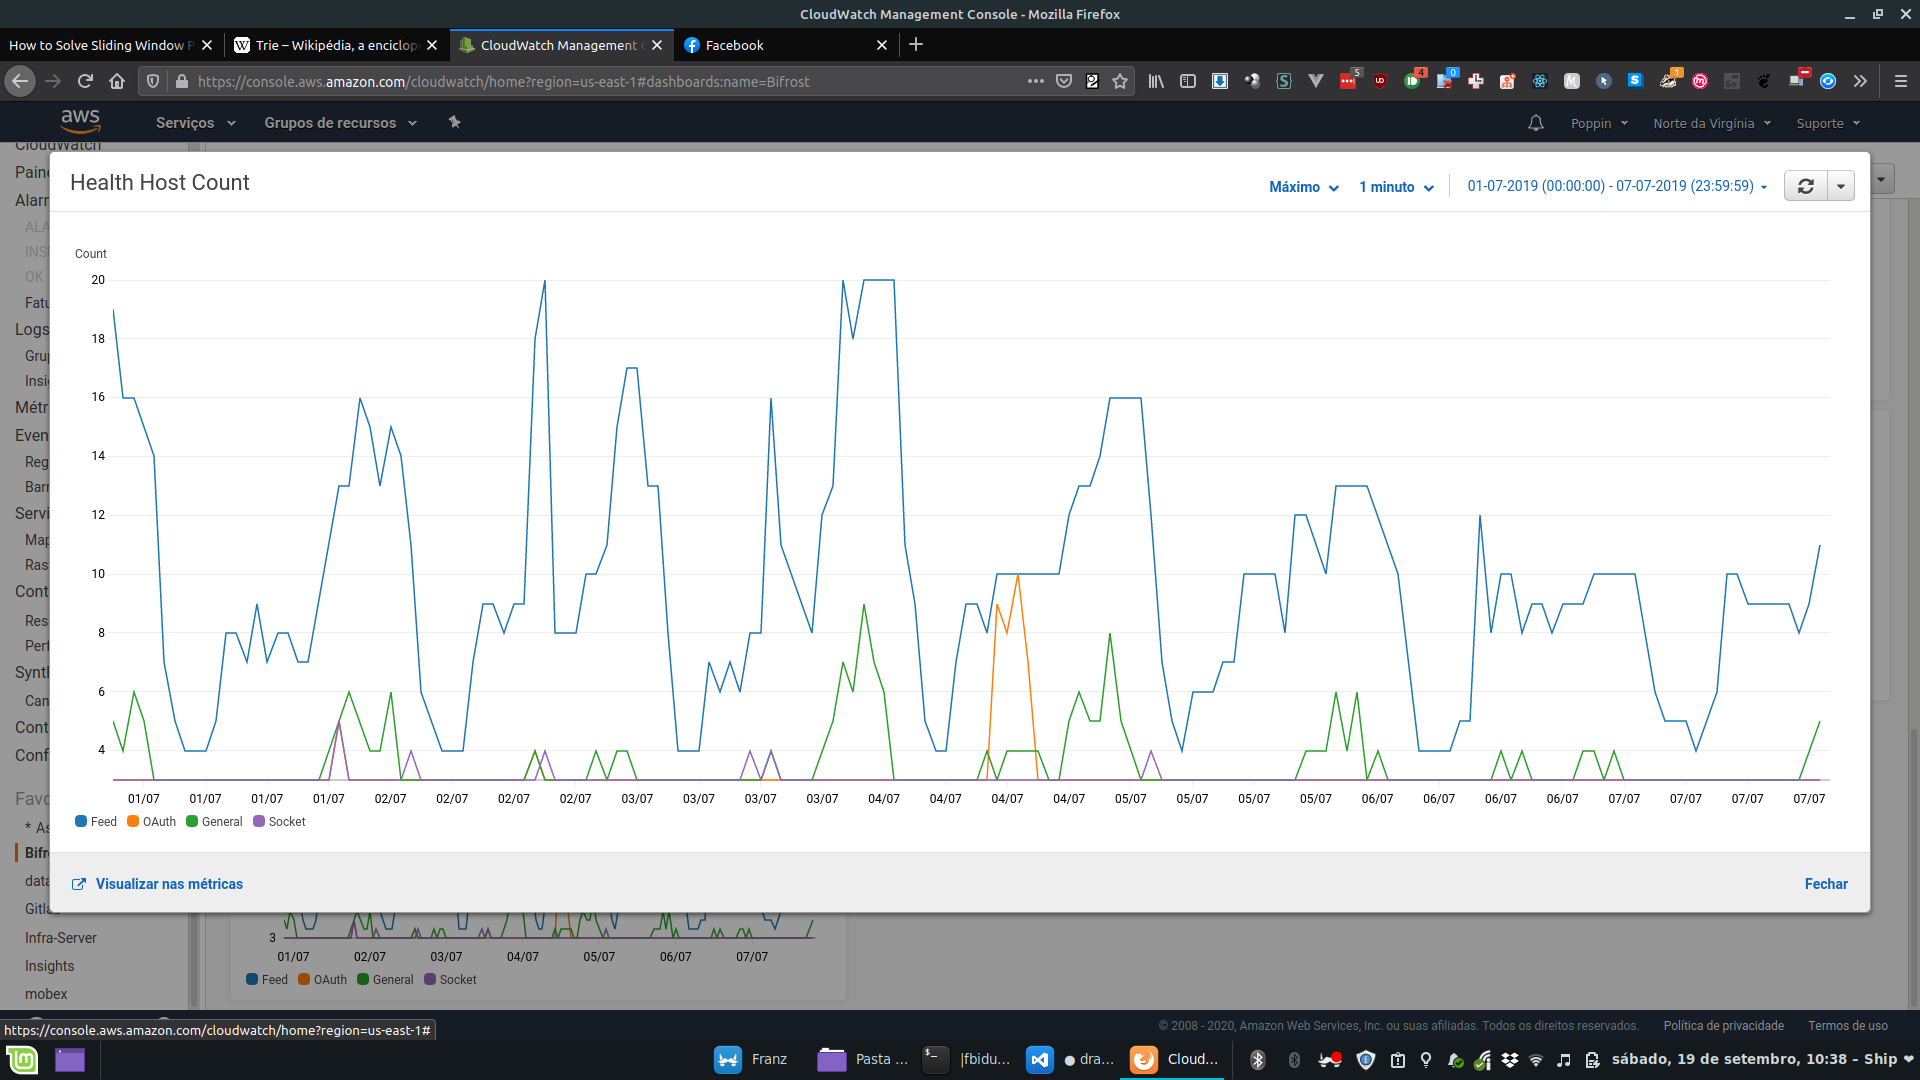 CloudWatch Management Console - Mozilla Firefox
How to Solve Sliding Window P
Trie – Wikipédia, a enciclop
CloudWatch Management
Facebook
https://console.aws.amazon.com/cloudwatch/home?region=us-east-1#dashboards:name=Bifrost
5
4
0
1
aws
Serviços
Grupos de recursos
Poppin
Norte da Virgínia
Suporte
CloudWatch
Health Host Count
Máximo
1 minuto
01-07-2019 (00:00:00) - 07-07-2019 (23:59:59)
Count
20
18
16
14
12
10
8
6
4
01/07 01/07 01/07 01/07 02/07 02/07 02/07 02/07 03/07 03/07 03/07 03/07 04/07 04/07 04/07 04/07 05/07 05/07 05/07 05/07 06/07 06/07 06/07 06/07 07/07 07/07 07/07 07/07
Feed OAuth General Socket
Visualizar nas métricas
Fechar
Paine
Alarr
ALA
INS
OK
Fatu
Logs
Gru
Insi
Métr
Even
Reg
Barr
Servi
Map
Ras
Cont
Res
Perf
Synth
Can
Cont
Conf
Favo
* As
Bifr
data
Gitla
Infra-Server
Insights
mobex
3
01/07 02/07 03/07 04/07 05/07 06/07 07/07
Feed OAuth General Socket
https://console.aws.amazon.com/cloudwatch/home?region=us-east-1#
© 2008 - 2020, Amazon Web Services, Inc. ou suas afiliadas. Todos os direitos reservados.
Política de privacidade
Termos de uso
Franz
Pasta ...
|fbidu...
● dra...
Cloud...
sábado, 19 de setembro, 10:38 – Ship ❤